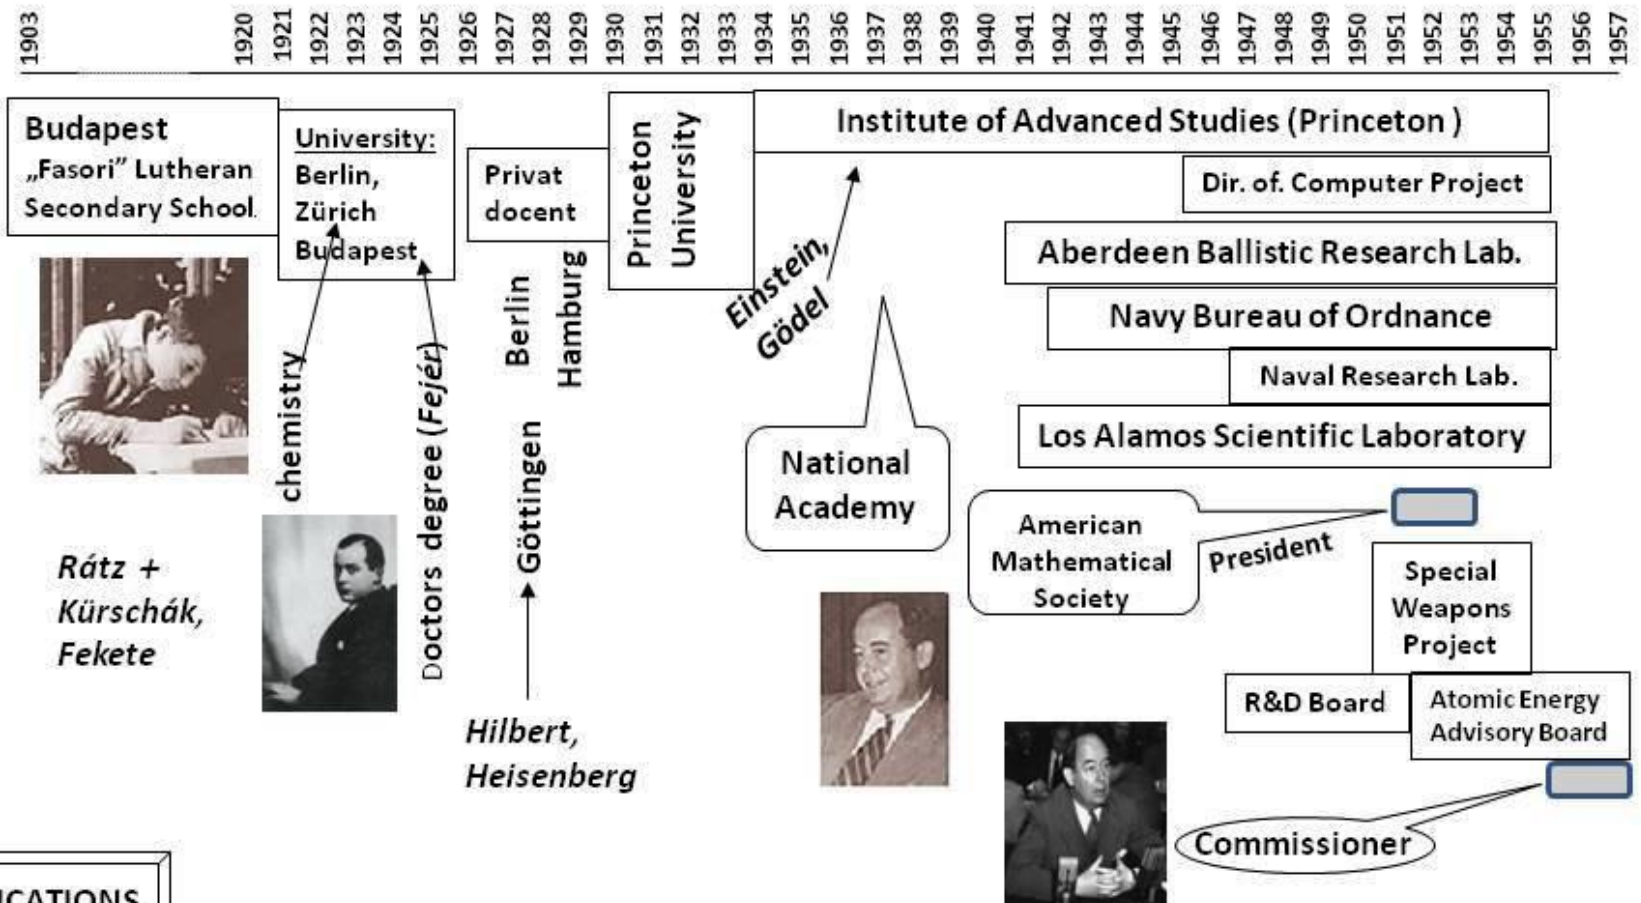 1903 1920 1921 1922 1923 1924 1925 1926 1927 1928 1929 1930 1931 1932 1933 1934 1935 1936 1937 1938 1939 1940 1941 1942 1943 1944 1945 1946 1947 1948 1949 1950 1951 1952 1953 1954 1955 1956 1957
Budapest
„Fasori” Lutheran
Secondary School.
University:
Berlin,
Zürich
Budapest
Privat
docent
Princeton
University
Institute of Advanced Studies (Princeton )
Dir. of. Computer Project
Aberdeen Ballistic Research Lab.
Navy Bureau of Ordnance
Naval Research Lab.
Los Alamos Scientific Laboratory
chemistry
Doctors degree (Fejér)
Berlin
Hamburg
Göttingen
Einstein,
Gödel
National
Academy
American
Mathematical
Society
President
Rátz +
Kürschák,
Fekete
Hilbert,
Heisenberg
Special
Weapons
Project
R&D Board
Atomic Energy
Advisory Board
Commissioner